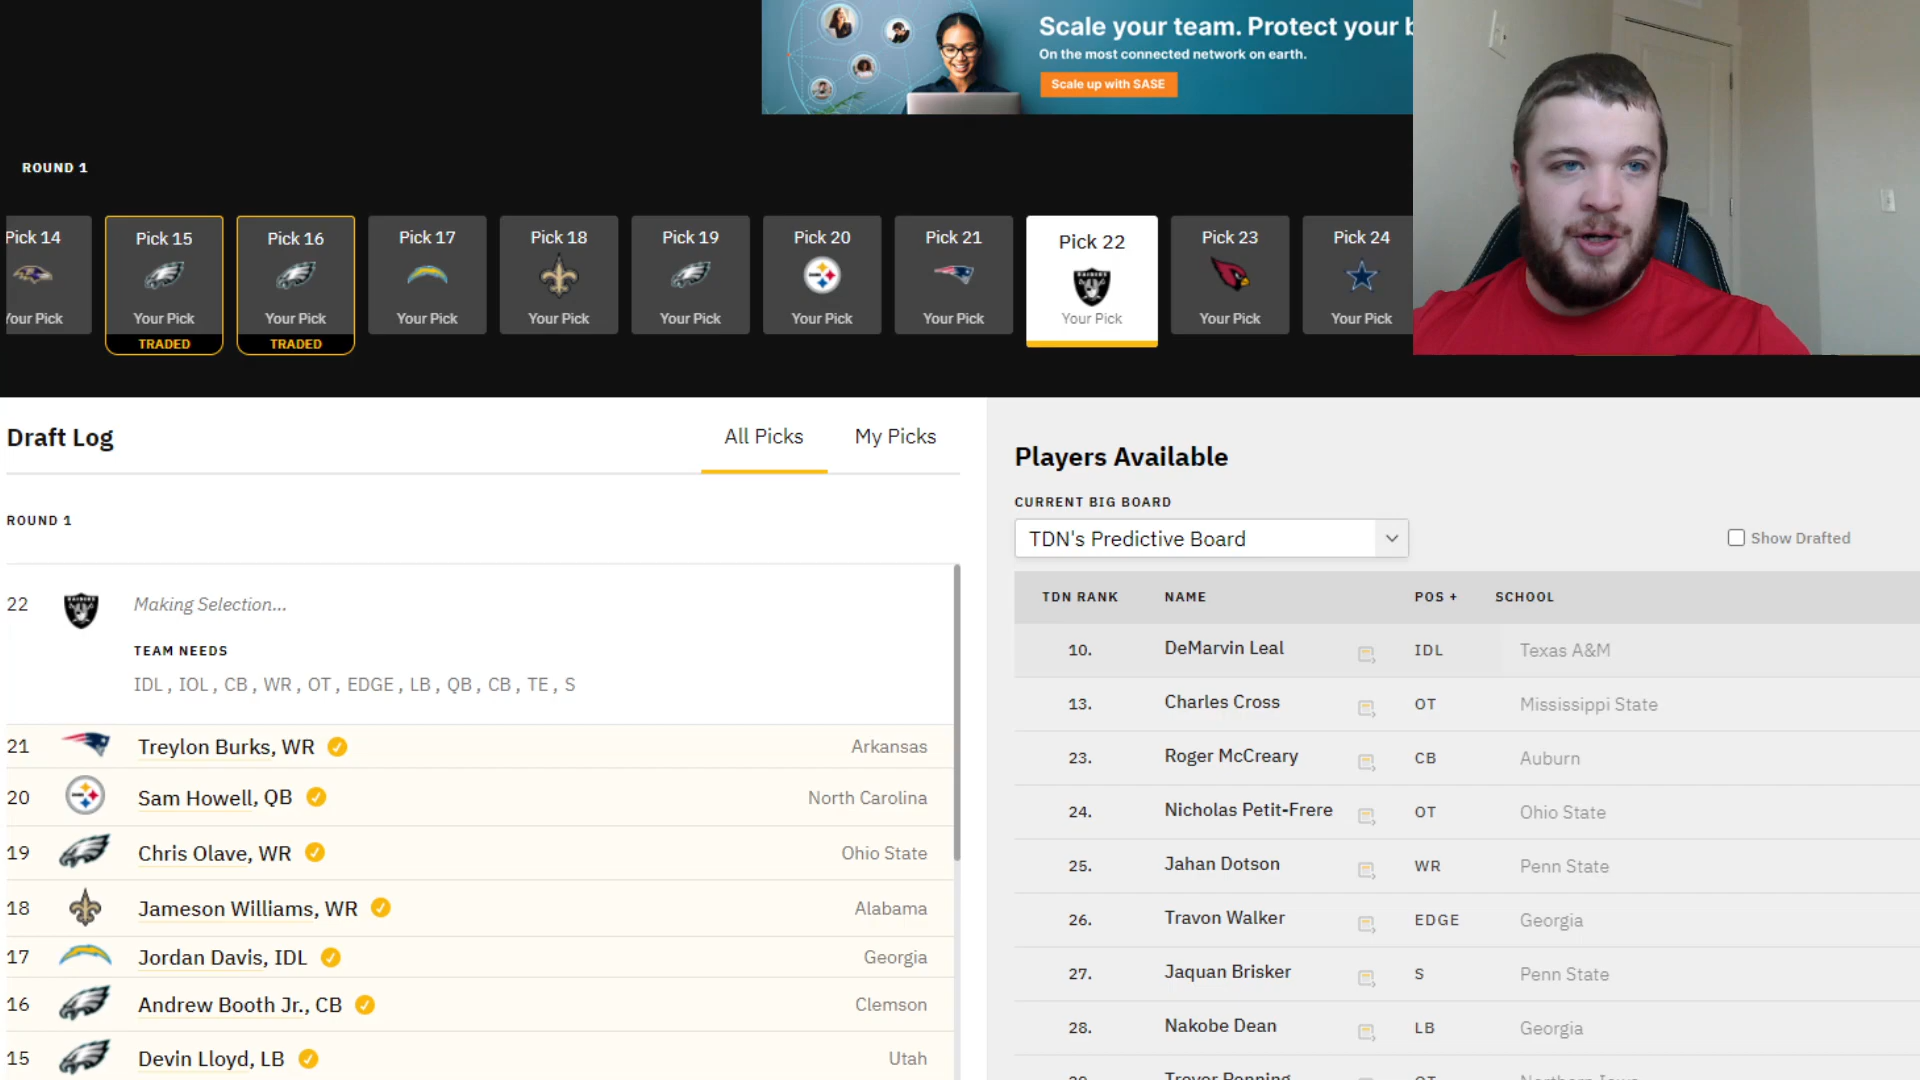 Scale your team. Protect your b
On the most connected network on earth.
Scale up with SASE
ROUND 1
Pick 14
Your Pick
Pick 15
Your Pick
TRADED
Pick 16
Your Pick
TRADED
Pick 17
Your Pick
Pick 18
Your Pick
Pick 19
Your Pick
Pick 20
Your Pick
Pick 21
Your Pick
Pick 22
RAIDERS
Your Pick
Pick 23
Your Pick
Pick 24
Your Pick
Draft Log
All Picks
My Picks
ROUND 1
22
Making Selection...
TEAM NEEDS
IDL , IOL , CB , WR , OT , EDGE , LB , QB , CB , TE , S
21 Treylon Burks, WR Arkansas
20 Sam Howell, QB North Carolina
19 Chris Olave, WR Ohio State
18 Jameson Williams, WR Alabama
17 Jordan Davis, IDL Georgia
16 Andrew Booth Jr., CB Clemson
15 Devin Lloyd, LB Utah
Players Available
CURRENT BIG BOARD
TDN's Predictive Board
Show Drafted
TDN RANK NAME POS + SCHOOL
10. DeMarvin Leal IDL Texas A&M
13. Charles Cross OT Mississippi State
23. Roger McCreary CB Auburn
24. Nicholas Petit-Frere OT Ohio State
25. Jahan Dotson WR Penn State
26. Travon Walker EDGE Georgia
27. Jaquan Brisker S Penn State
28. Nakobe Dean LB Georgia
29. Trevor Penning OT Northern Iowa